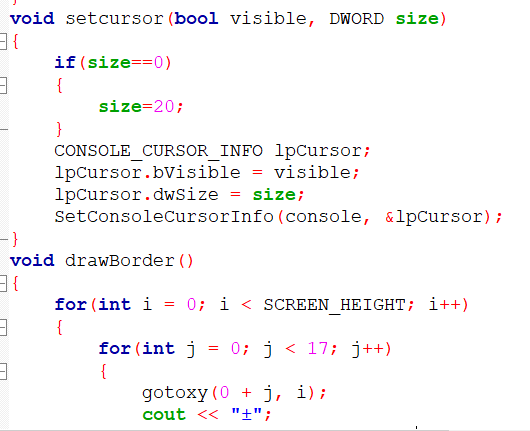 void setcursor(bool visible, DWORD size)
{
    if(size==0)
    {
        size=20;
    }
    CONSOLE_CURSOR_INFO lpCursor;
    lpCursor.bVisible = visible;
    lpCursor.dwSize = size;
    SetConsoleCursorInfo(console, &lpCursor);
}
void drawBorder()
{
    for(int i = 0; i < SCREEN_HEIGHT; i++)
    {
        for(int j = 0; j < 17; j++)
        {
            gotoxy(0 + j, i);
            cout << "±";